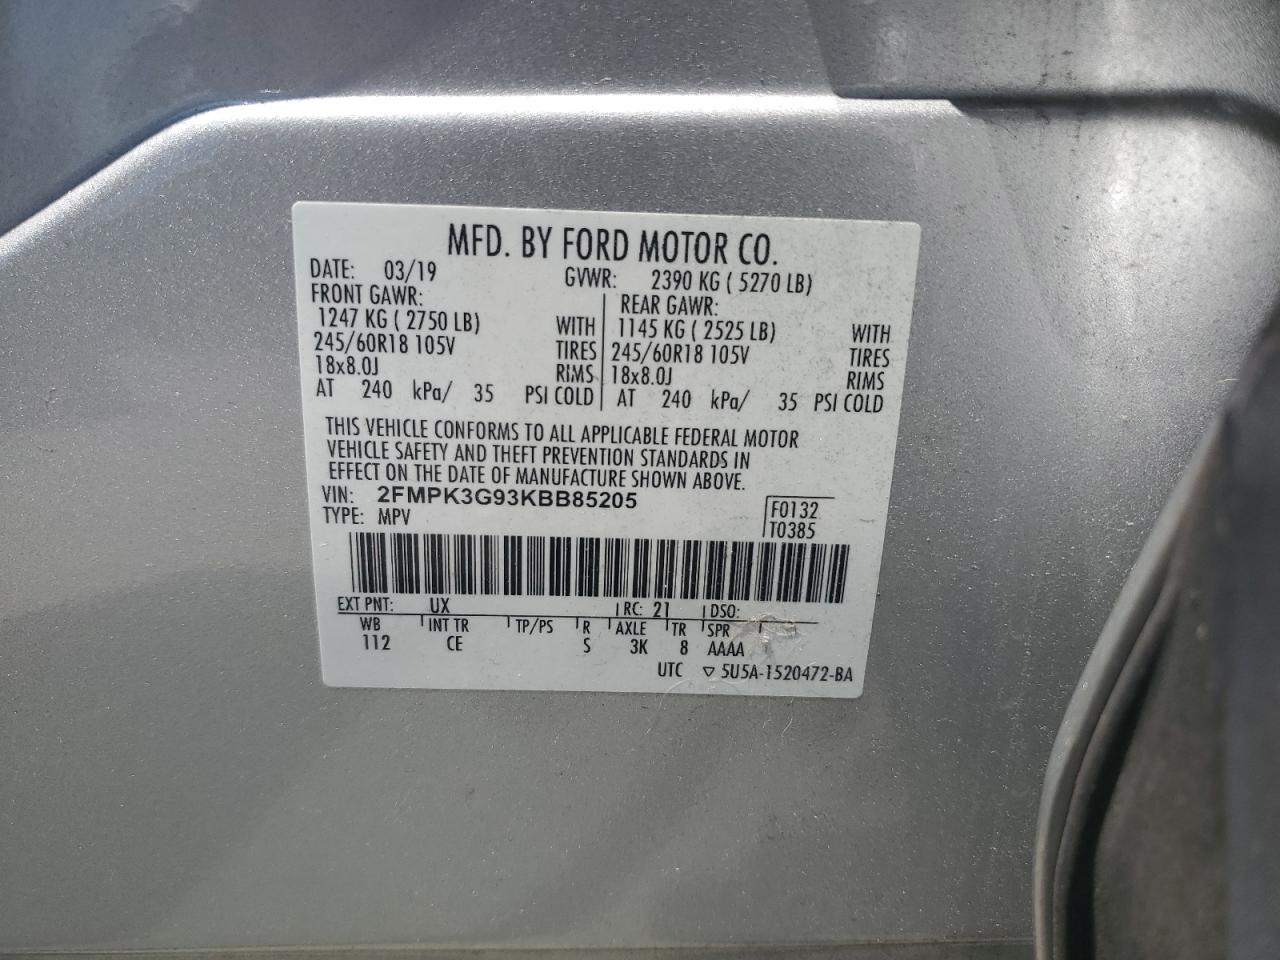 MFD. BY FORD MOTOR CO.
DATE: 03/19 GVWR: 2390 KG ( 5270 LB)
FRONT GAWR: REAR GAWR:
1247 KG ( 2750 LB) WITH 1145 KG ( 2525 LB) WITH
245/60R18 105V TIRES 245/60R18 105V TIRES
18x8.0J RIMS 18x8.0J RIMS
AT 240 kPa/ 35 PSI COLD AT 240 kPa/ 35 PSI COLD
THIS VEHICLE CONFORMS TO ALL APPLICABLE FEDERAL MOTOR
VEHICLE SAFETY AND THEFT PREVENTION STANDARDS IN
EFFECT ON THE DATE OF MANUFACTURE SHOWN ABOVE.
VIN: 2FMPK3G93KBB85205 F0132
TYPE: MPV T0385
EXT PNT: UX RC: 21 DSO:
WB INT TR TP/PS R AXLE TR SPR
112 CE S 3K 8 AAAA
UTC ▽ 5U5A-1520472-BA